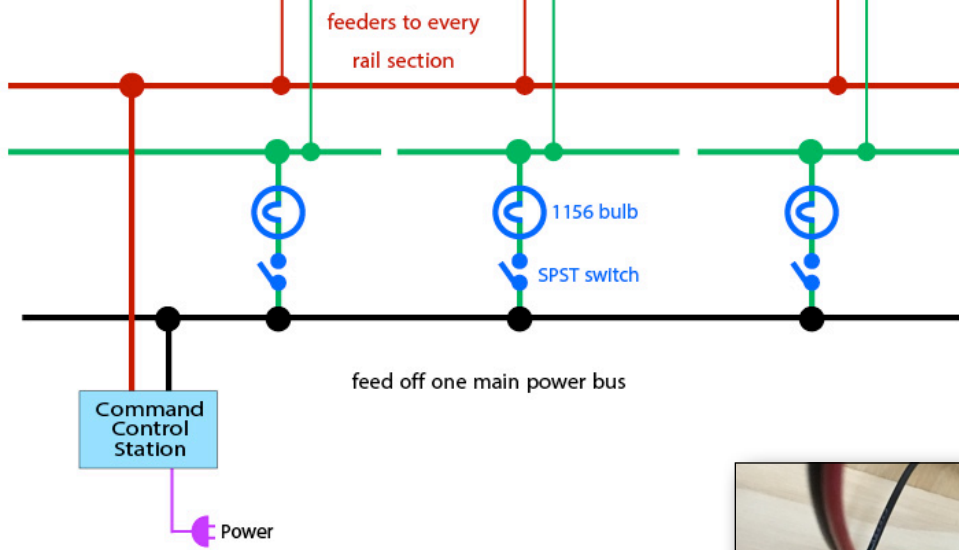 feeders to every
rail section
1156 bulb
SPST switch
feed off one main power bus
Command
Control
Station
Power